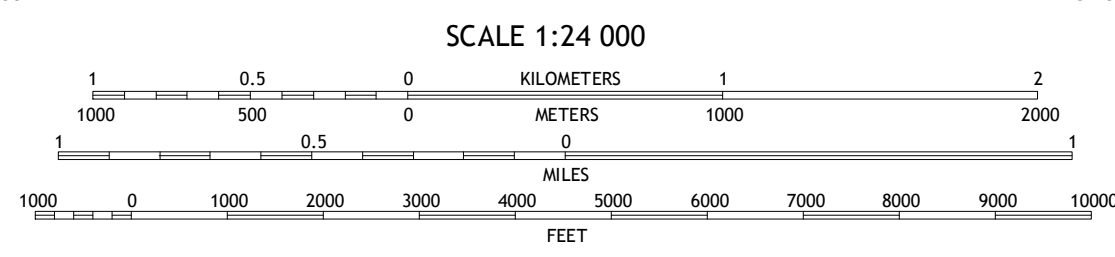 SCALE 1:24 000
1 0.5 0 KILOMETERS 1 2
1000 500 0 METERS 1000 2000
1 0.5 0 1
MILES
1000 0 1000 2000 3000 4000 5000 6000 7000 8000 9000 10000
FEET